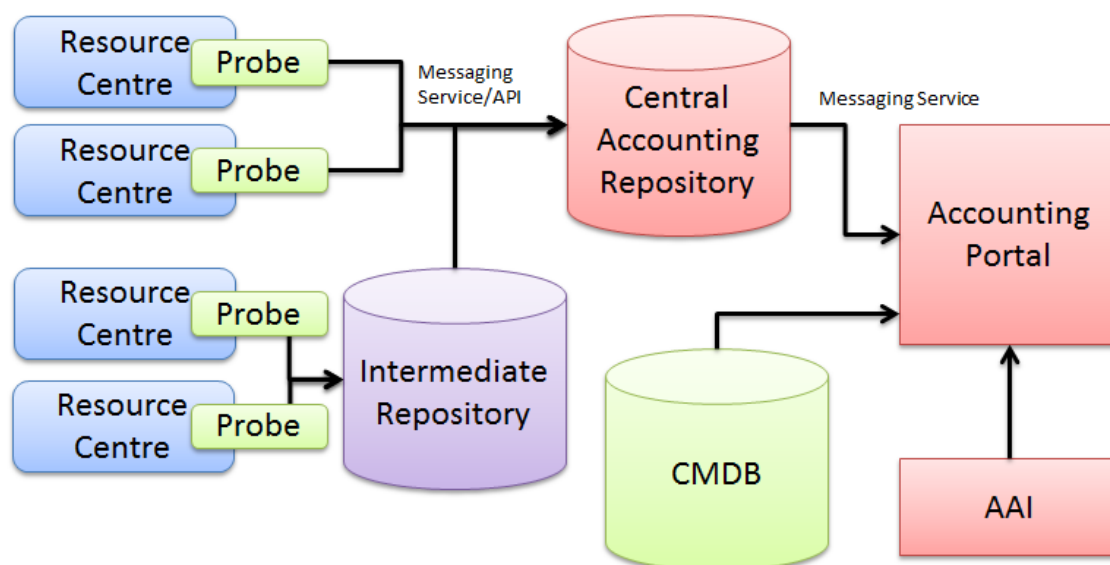 Resource
Centre
Probe
Messaging
Service/API
Central
Accounting
Repository
Messaging Service
Resource
Centre
Probe
Accounting
Portal
Resource
Centre
Probe
Intermediate
Repository
Resource
Centre
Probe
CMDB
AAI